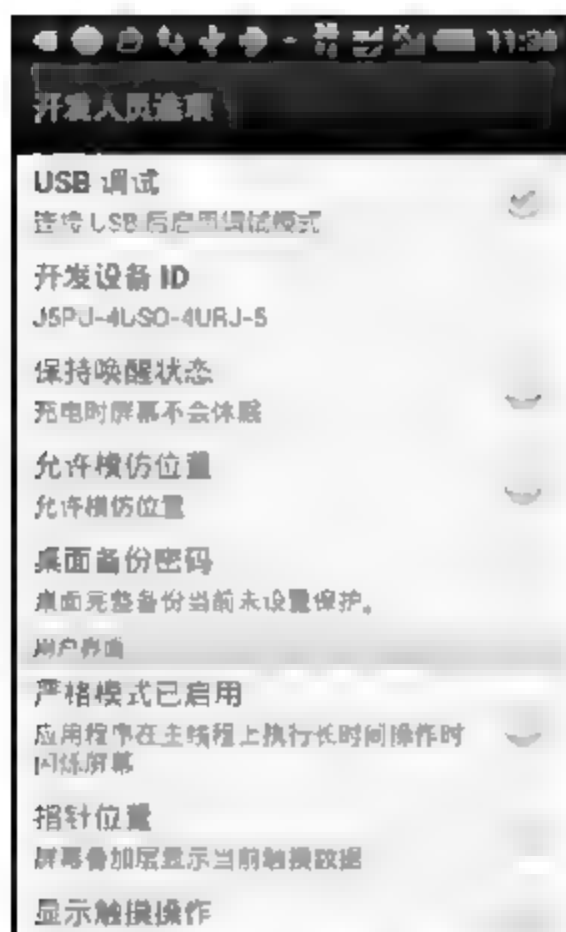 11:30
开发人员选项
USB 调试
连接 USB 后启用调试模式
开发设备 ID
保持唤醒状态
充电时屏幕不会休眠
允许模仿位置
允许模仿位置
桌面备份密码
桌面完整备份当前未设置保护。
用户界面
严格模式已启用
应用程序在主线程上执行长时间操作时
闪烁屏幕
指针位置
屏幕叠加层显示当前触摸数据
显示触摸操作